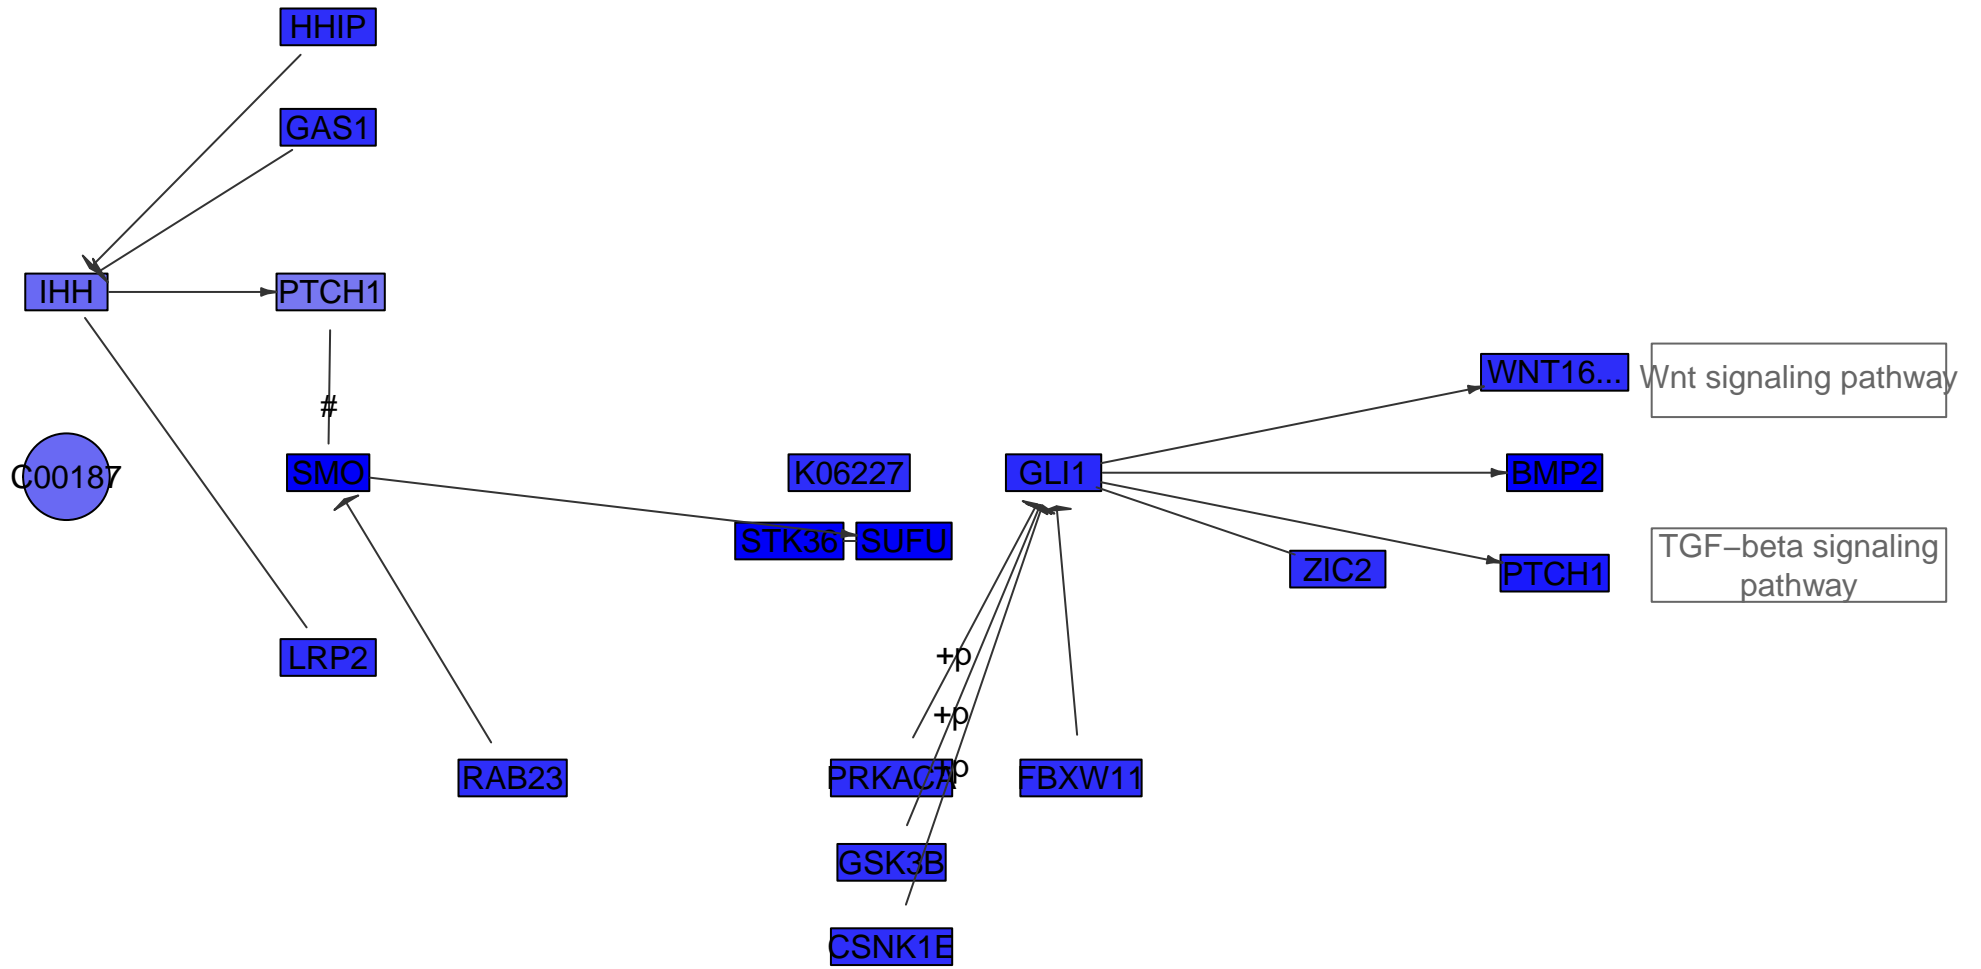 HHIP
GAS1
IHH
PTCH1
#
WNT16...
Wnt signaling pathway
C00187
SMO
K06227
GLI1
BMP2
STK36
SUFU
ZIC2
PTCH1
TGF−beta signaling
pathway
LRP2
+p
+p
+p
RAB23
PRKACA
FBXW11
GSK3B
CSNK1E